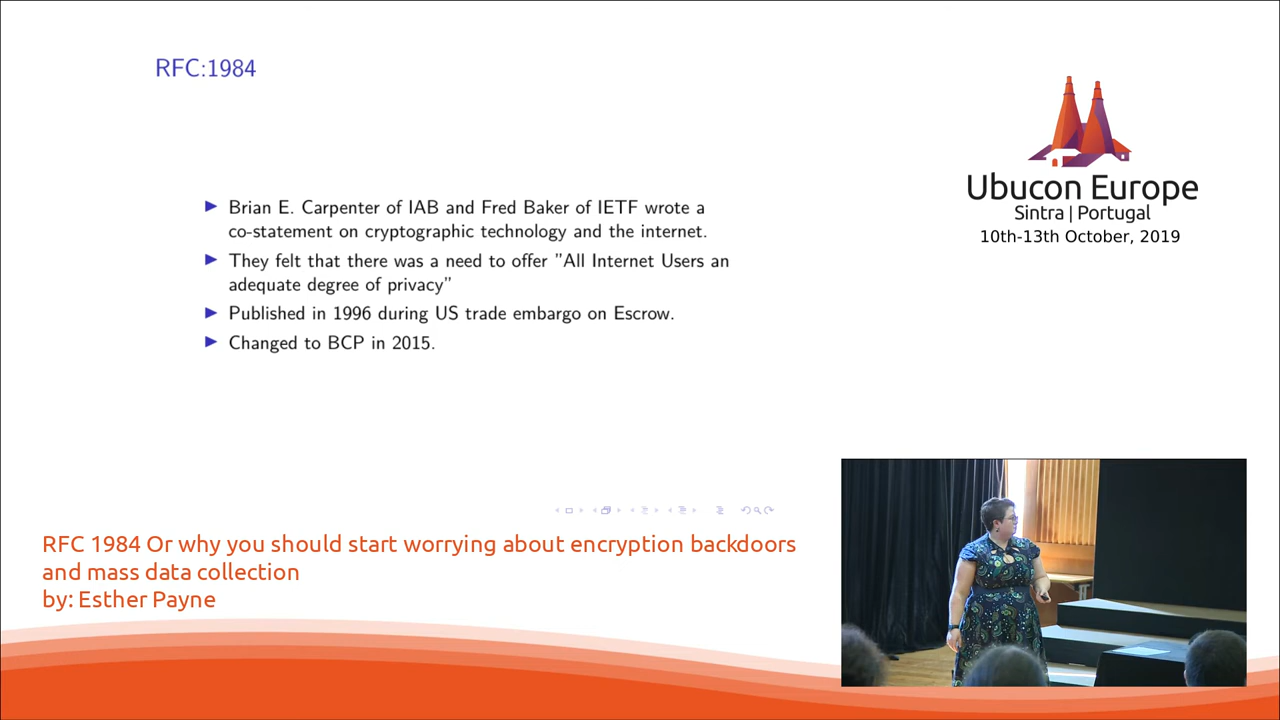 RFC:1984
Brian E. Carpenter of IAB and Fred Baker of IETF wrote a
co-statement on cryptographic technology and the internet.
They felt that there was a need to offer "All Internet Users an
adequate degree of privacy"
Published in 1996 during US trade embargo on Escrow.
Changed to BCP in 2015.
Ubucon Europe
Sintra | Portugal
10th-13th October, 2019
RFC 1984 Or why you should start worrying about encryption backdoors
and mass data collection
by: Esther Payne